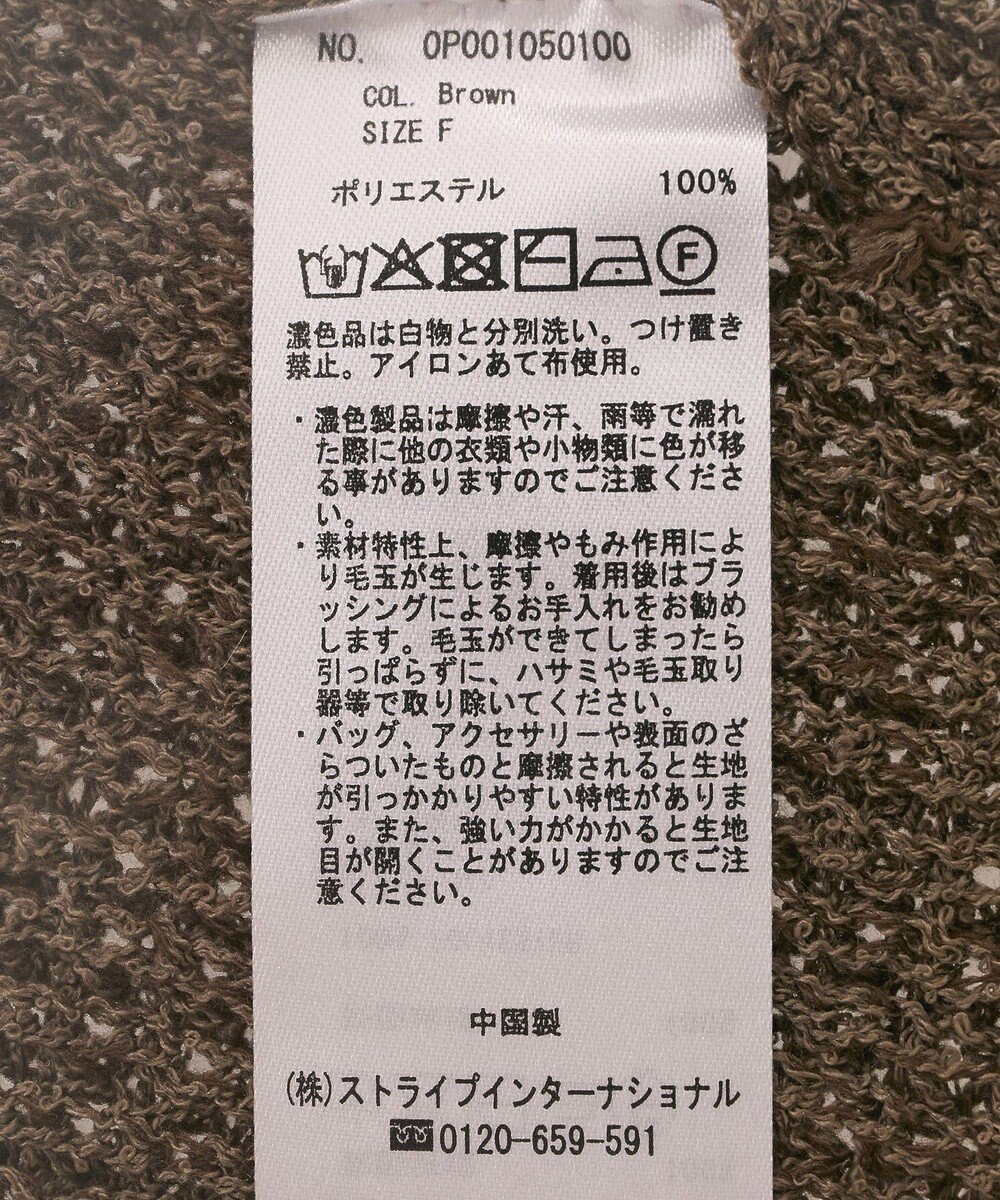 NO. OP001050100
COL. Brown
SIZE F
ポリエステル 100%
F
濃色品は白物と分別洗い。つけ置き
禁止。アイロンあて布使用。
・濃色製品は摩擦や汗、雨等で濡れ
た際に他の衣類や小物類に色が移
る事がありますのでご注意くださ
い。
・素材特性上、摩擦やもみ作用によ
り毛玉が生じます。着用後はブラ
ッシングによるお手入れをお勧め
します。毛玉ができてしまったら
引っぱらずに、ハサミや毛玉取り
器等で取り除いてください。
・バッグ、アクセサリーや表面のざ
らついたものと摩擦されると生地
が引っかかりやすい特性がありま
す。また、強い力がかかると生地
目が開くことがありますのでご注
意ください。
中国製
(株)ストライプインターナショナル
0120-659-591